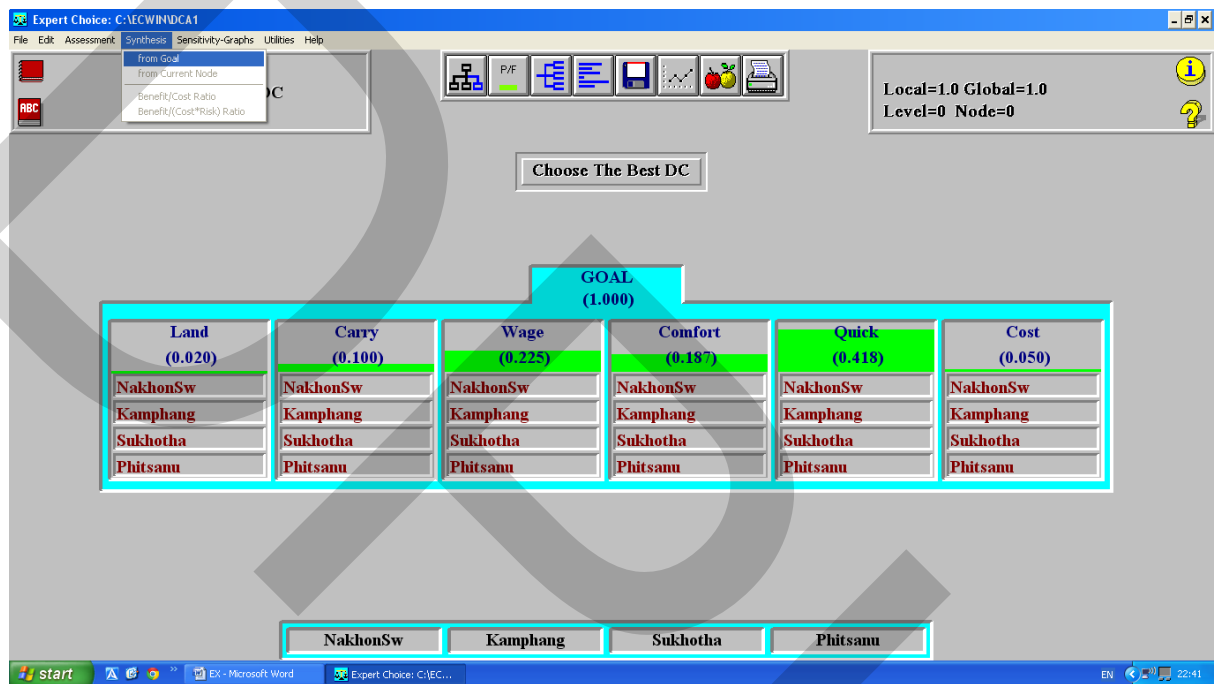 Expert Choice: C:\ECWIN\DCA1
File Edit Assessment Synthesis Sensitivity-Graphs Utilities Help
from Goal
from Current Node
Benefit/Cost Ratio
Benefit/(Cost*Risk) Ratio
ABC
P/F
Local=1.0 Global=1.0
Level=0 Node=0
Choose The Best DC
GOAL
(1.000)
Land Carry Wage Comfort Quick Cost
(0.020) (0.100) (0.225) (0.187) (0.418) (0.050)
NakhonSw NakhonSw NakhonSw NakhonSw NakhonSw NakhonSw
Kamphang Kamphang Kamphang Kamphang Kamphang Kamphang
Sukhotha Sukhotha Sukhotha Sukhotha Sukhotha Sukhotha
Phitsanu Phitsanu Phitsanu Phitsanu Phitsanu Phitsanu
NakhonSw Kamphang Sukhotha Phitsanu
start EX - Microsoft Word Expert Choice: C:\EC... EN 22:41